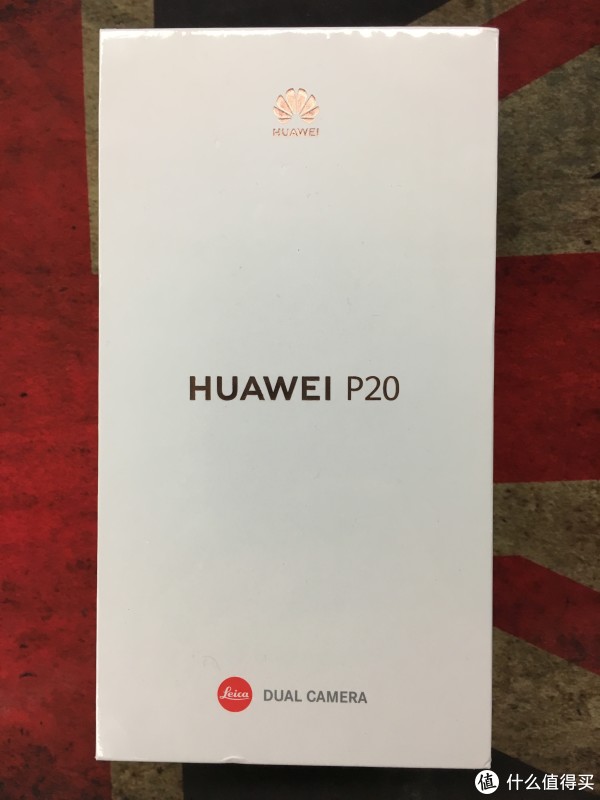 HUAWEI
HUAWEI P20
Leica DUAL CAMERA
值 什么值得买